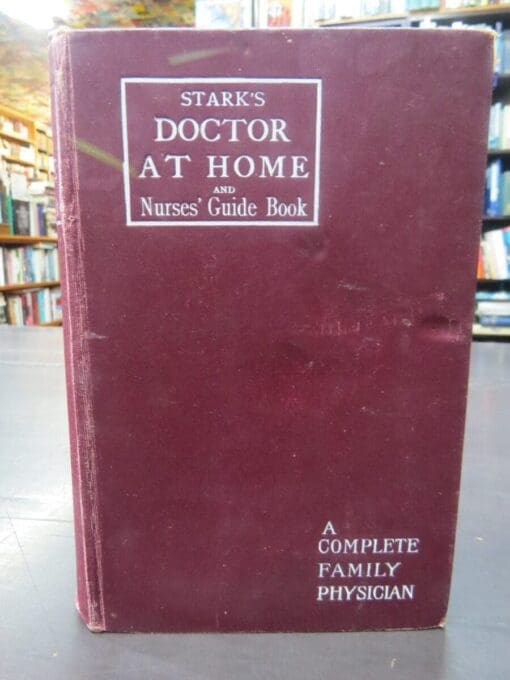 STARK'S
DOCTOR
AT HOME
AND
Nurses' Guide Book
A
COMPLETE
FAMILY
PHYSICIAN